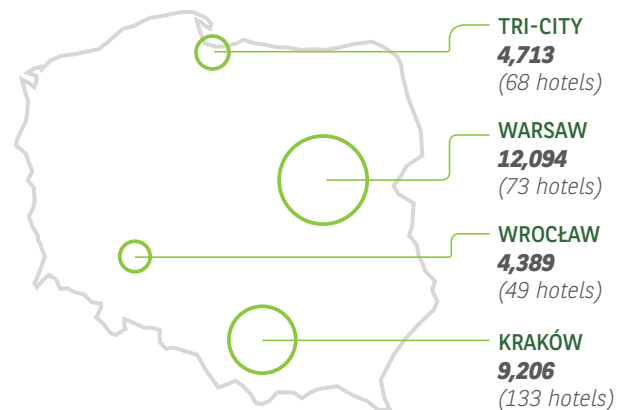 TRI-CITY
4,713
(68 hotels)
WARSAW
12,094
(73 hotels)
WROCŁAW
4,389
(49 hotels)
KRAKÓW
9,206
(133 hotels)